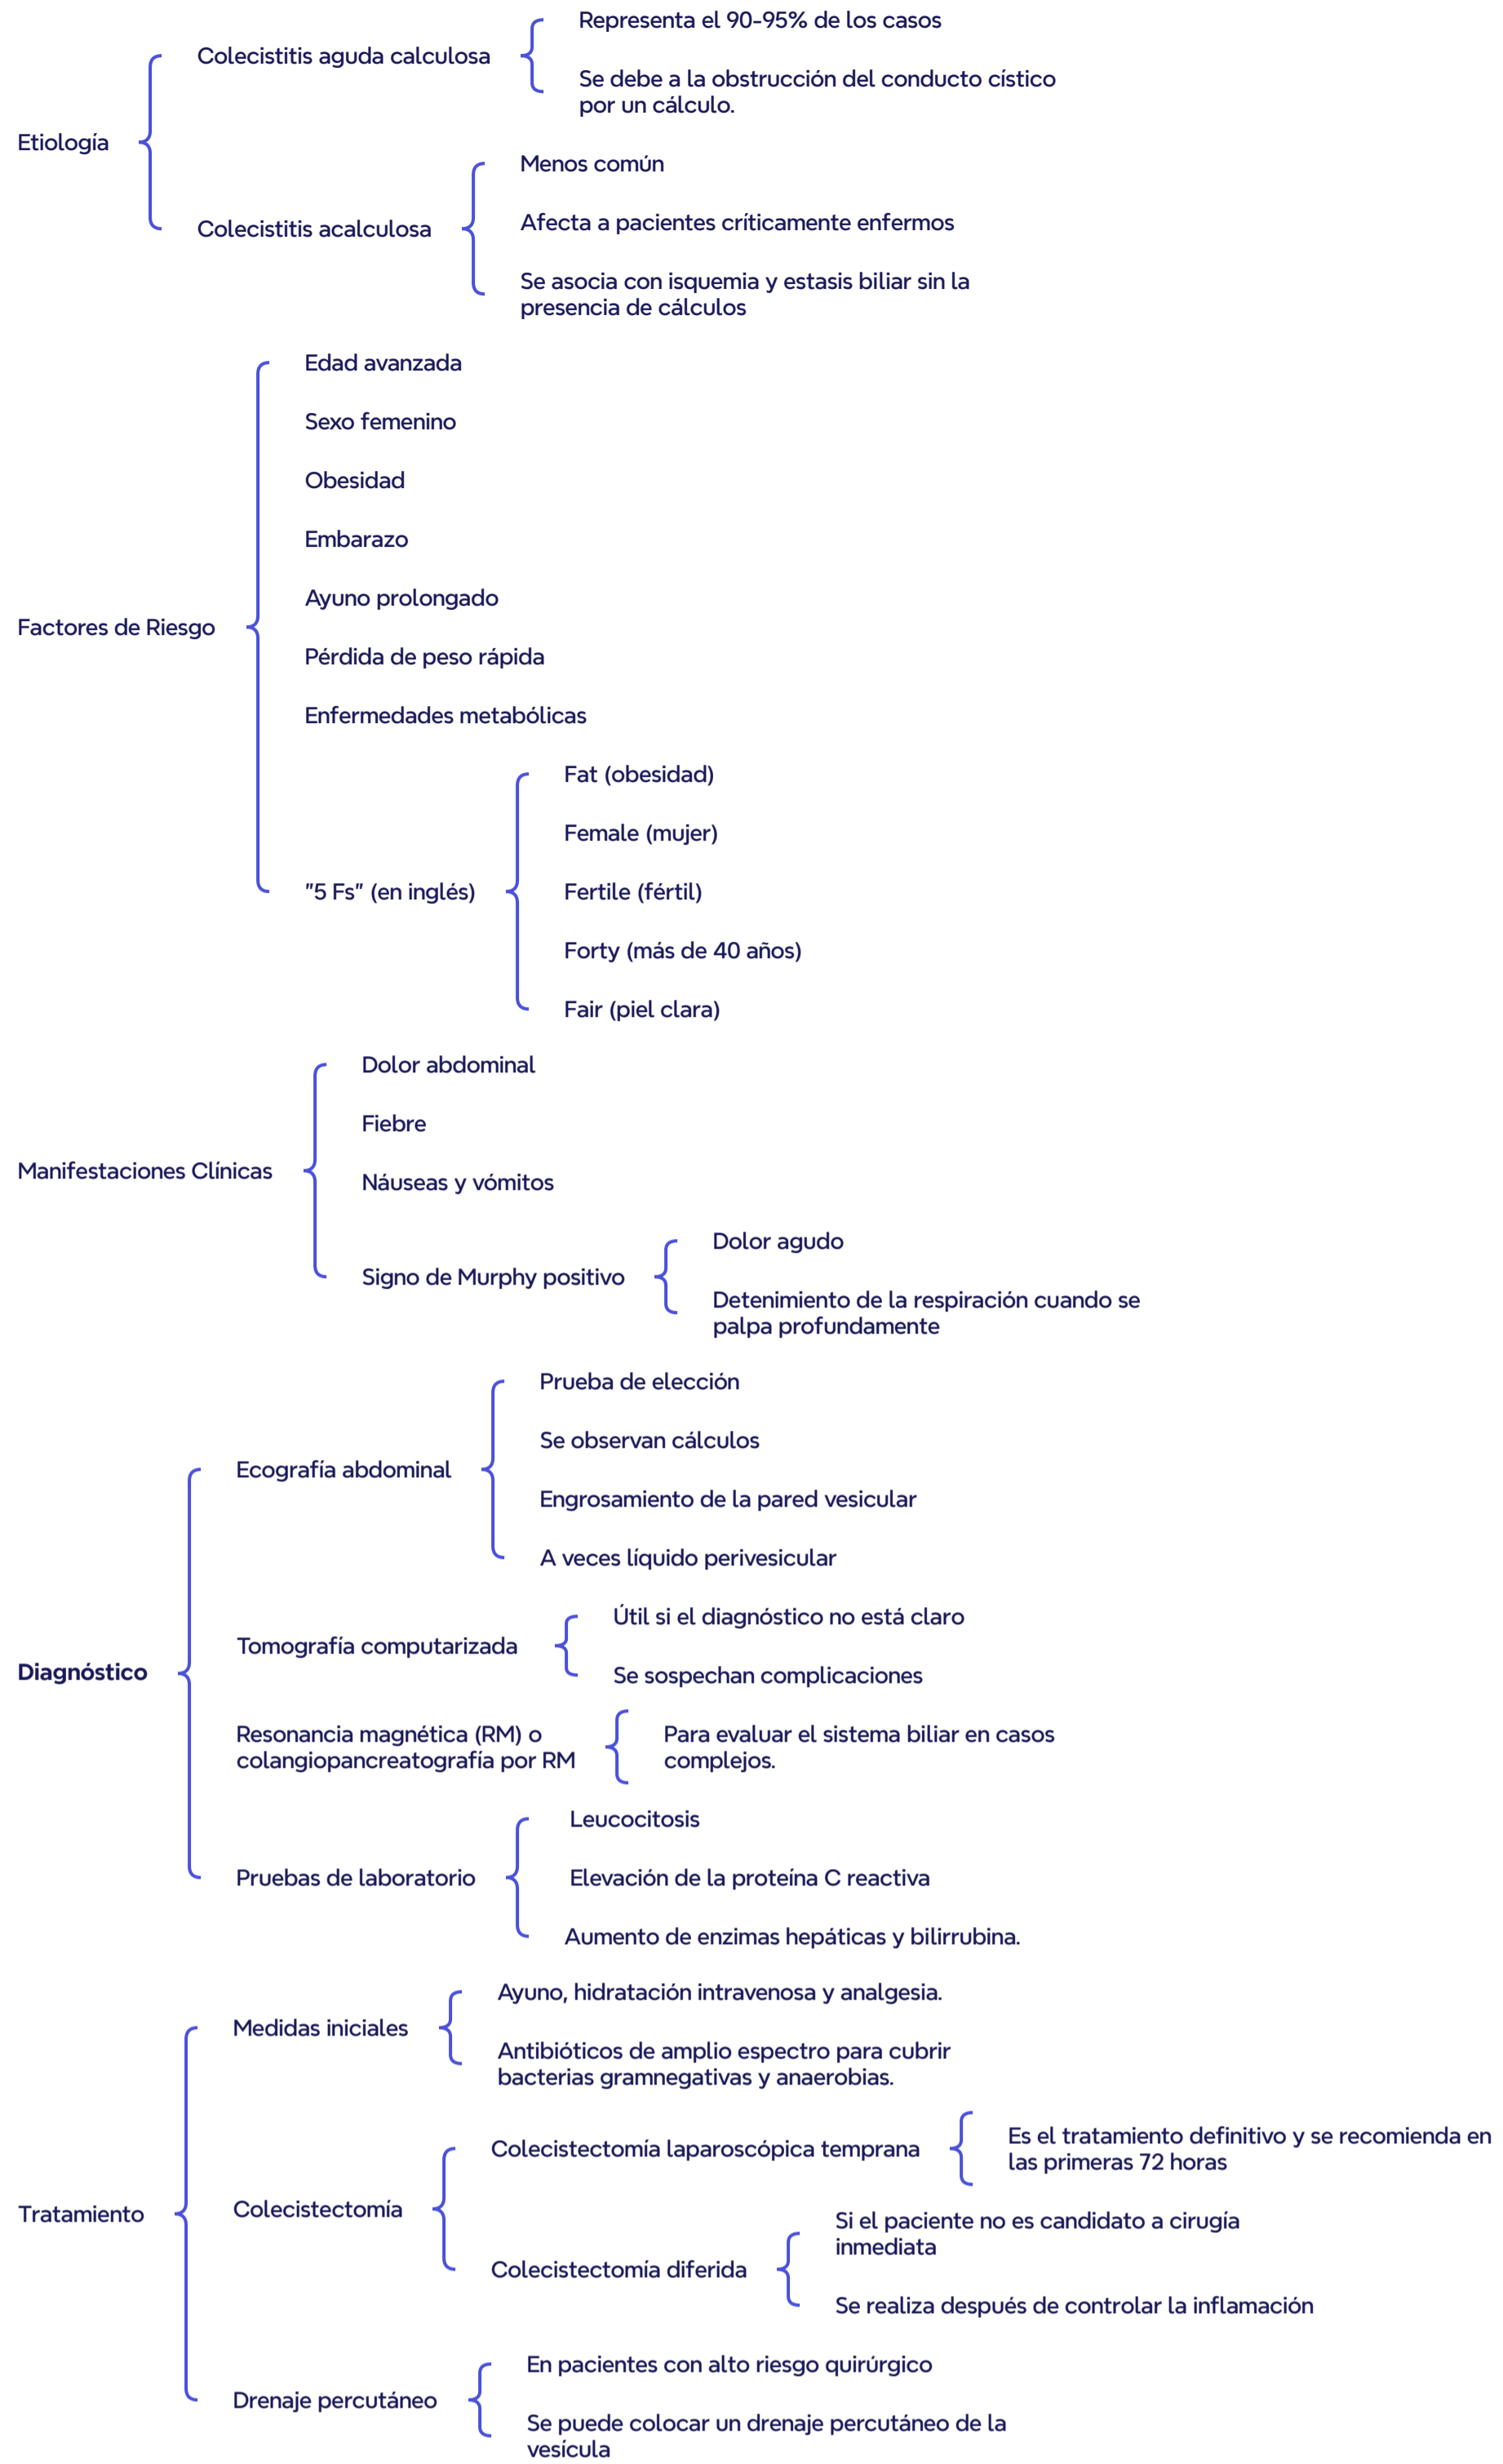 Etiología
Colecistitis aguda calculosa
Representa el 90-95% de los casos
Se debe a la obstrucción del conducto cístico
por un cálculo.
Colecistitis acalculosa
Menos común
Afecta a pacientes críticamente enfermos
Se asocia con isquemia y estasis biliar sin la
presencia de cálculos
Factores de Riesgo
Edad avanzada
Sexo femenino
Obesidad
Embarazo
Ayuno prolongado
Pérdida de peso rápida
Enfermedades metabólicas
"5 Fs" (en inglés)
Fat (obesidad)
Female (mujer)
Fertile (fértil)
Forty (más de 40 años)
Fair (piel clara)
Manifestaciones Clínicas
Dolor abdominal
Fiebre
Náuseas y vómitos
Signo de Murphy positivo
Dolor agudo
Detenimiento de la respiración cuando se
palpa profundamente
Diagnóstico
Ecografía abdominal
Prueba de elección
Se observan cálculos
Engrosamiento de la pared vesicular
A veces líquido perivesicular
Tomografía computarizada
Útil si el diagnóstico no está claro
Se sospechan complicaciones
Resonancia magnética (RM) o
colangiopancreatografía por RM
Para evaluar el sistema biliar en casos
complejos.
Pruebas de laboratorio
Leucocitosis
Elevación de la proteína C reactiva
Aumento de enzimas hepáticas y bilirrubina.
Tratamiento
Medidas iniciales
Ayuno, hidratación intravenosa y analgesia.
Antibióticos de amplio espectro para cubrir
bacterias gramnegativas y anaerobias.
Colecistectomía
Colecistectomía laparoscópica temprana
Es el tratamiento definitivo y se recomienda en
las primeras 72 horas
Colecistectomía diferida
Si el paciente no es candidato a cirugía
inmediata
Se realiza después de controlar la inflamación
Drenaje percutáneo
En pacientes con alto riesgo quirúrgico
Se puede colocar un drenaje percutáneo de la
vesícula